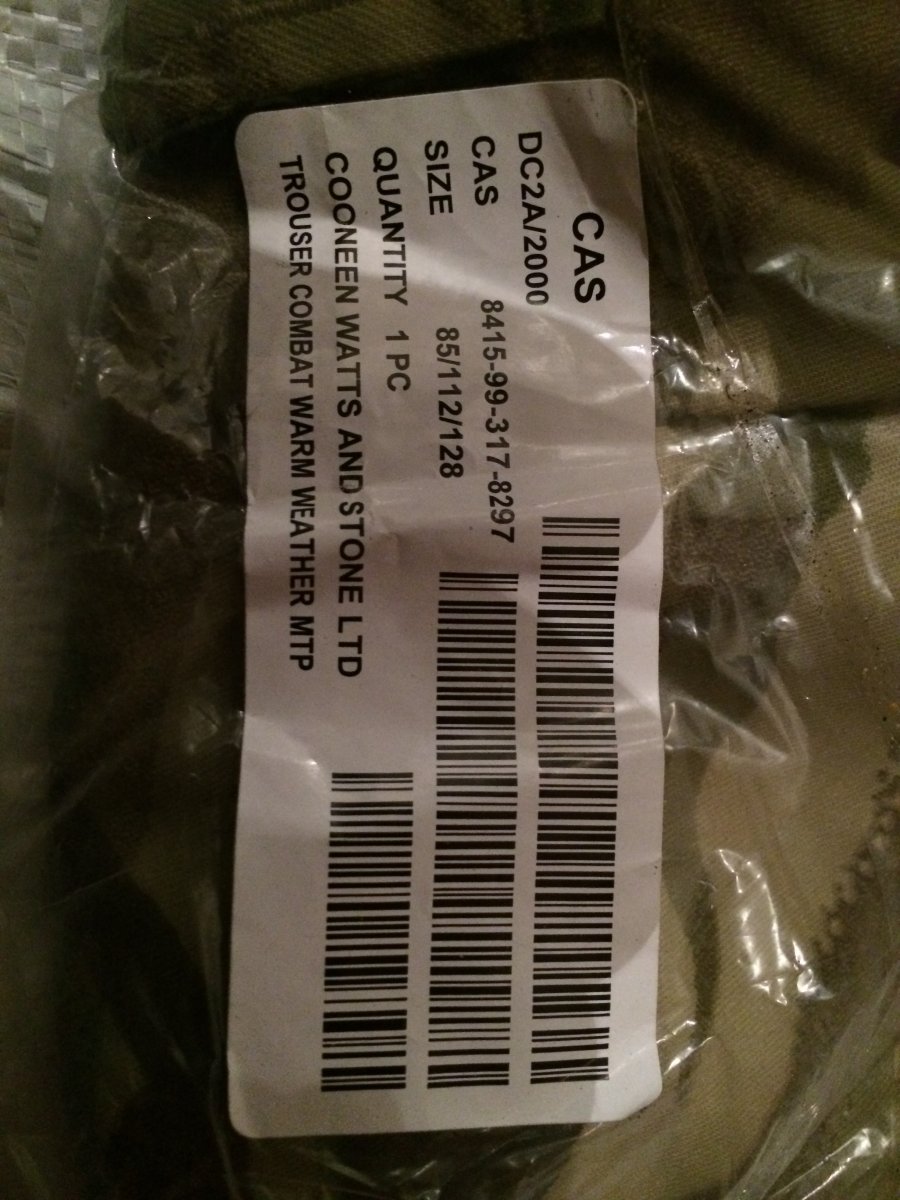 CAS
DC2A/2000
CAS 8415-99-317-8297
SIZE 85/112/128
QUANTITY 1 PC
COONEEN WATTS AND STONE LTD
TROUSER COMBAT WARM WEATHER MTP